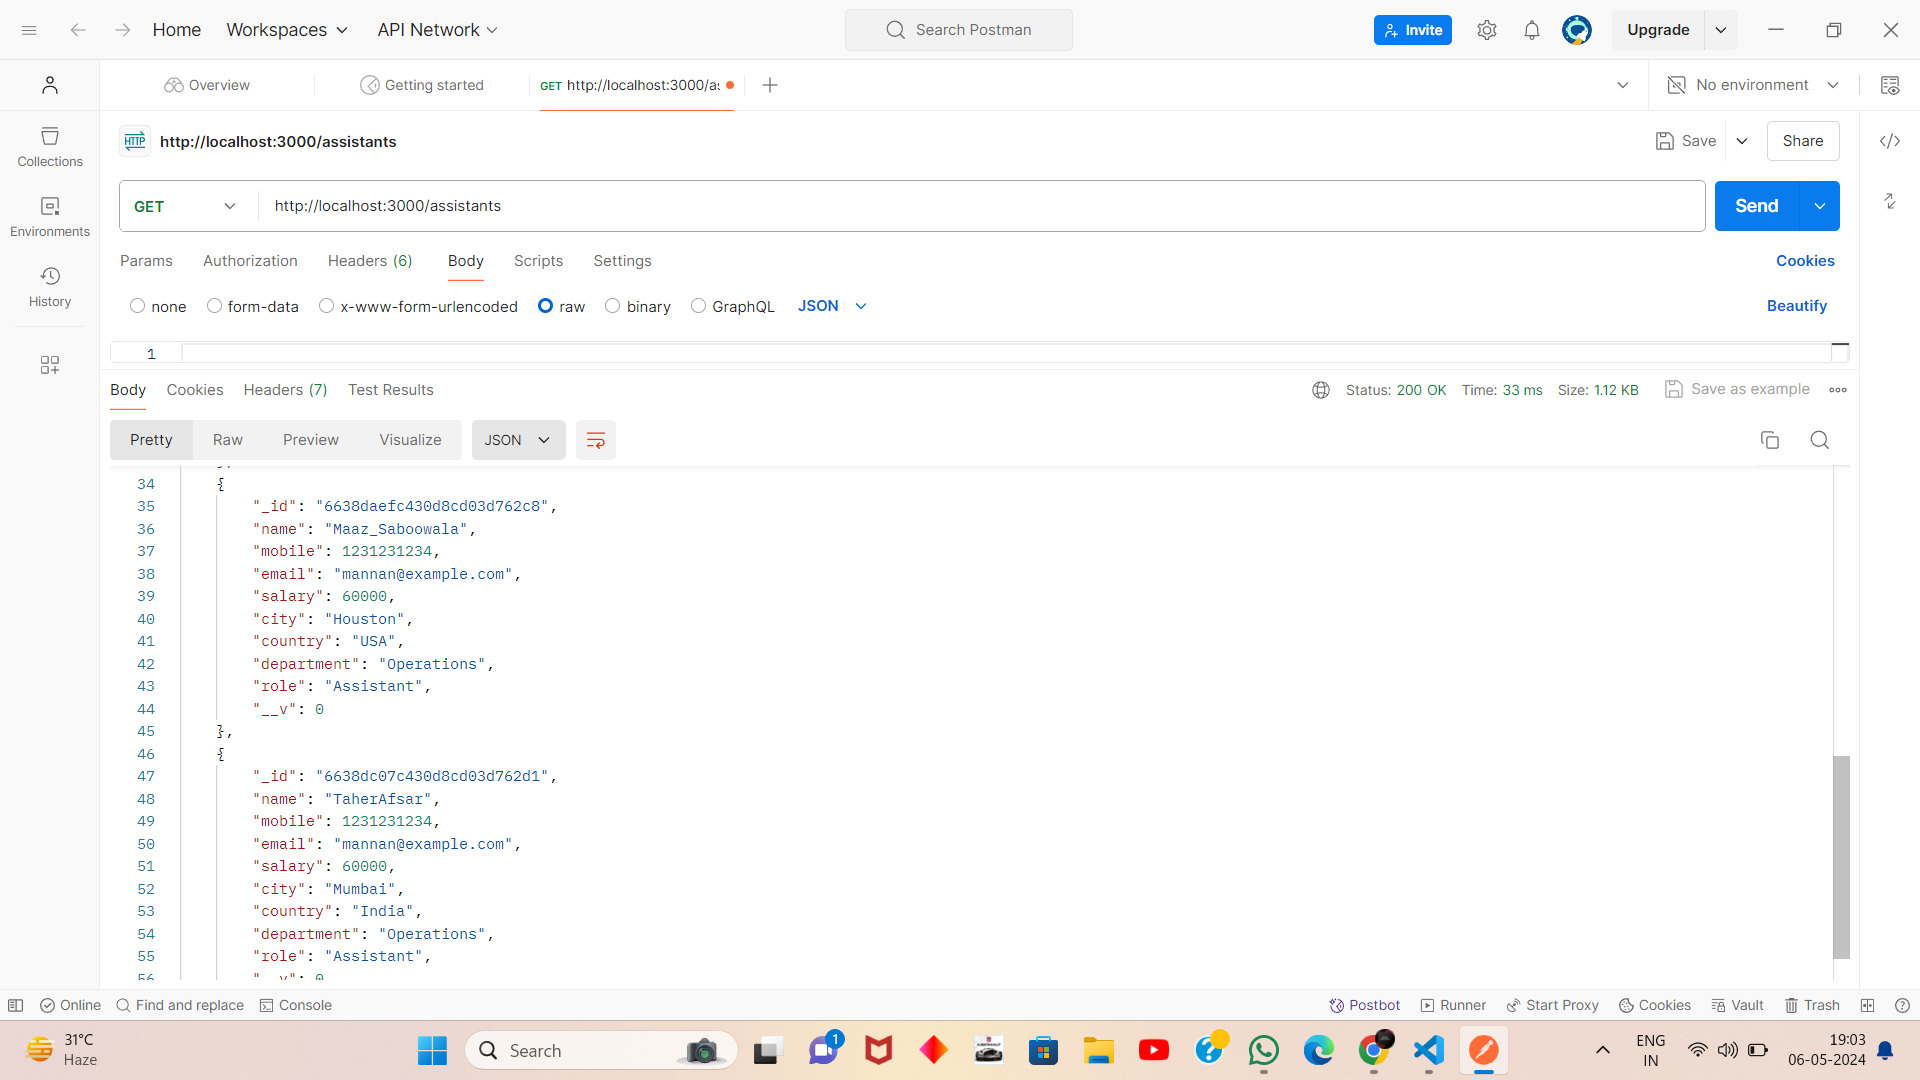 Home Workspaces API Network Search Postman Invite Upgrade
Overview Getting started GET http://localhost:3000/a No environment
HTTP http://localhost:3000/assistants Save Share
GET http://localhost:3000/assistants Send
Params Authorization Headers (6) Body Scripts Settings Cookies
none form-data x-www-form-urlencoded raw binary GraphQL JSON Beautify
1
Collections
Environments
History
Body Cookies Headers (7) Test Results Status: 200 OK Time: 33 ms Size: 1.12 KB Save as example
Pretty Raw Preview Visualize JSON
34 {
35 "_id": "6638daefc430d8cd03d762c8",
36 "name": "Maaz_Saboowala",
37 "mobile": 1231231234,
38 "email": "mannan@example.com",
39 "salary": 60000,
40 "city": "Houston",
41 "country": "USA",
42 "department": "Operations",
43 "role": "Assistant",
44 "__v": 0
45 },
46 {
47 "_id": "6638dc07c430d8cd03d762d1",
48 "name": "TaherAfsar",
49 "mobile": 1231231234,
50 "email": "mannan@example.com",
51 "salary": 60000,
52 "city": "Mumbai",
53 "country": "India",
54 "department": "Operations",
55 "role": "Assistant",
56 "__v": 0
Online Find and replace Console Postbot Runner Start Proxy Cookies Vault Trash
31°C
Haze
Search
1
ENG
IN
19:03
06-05-2024